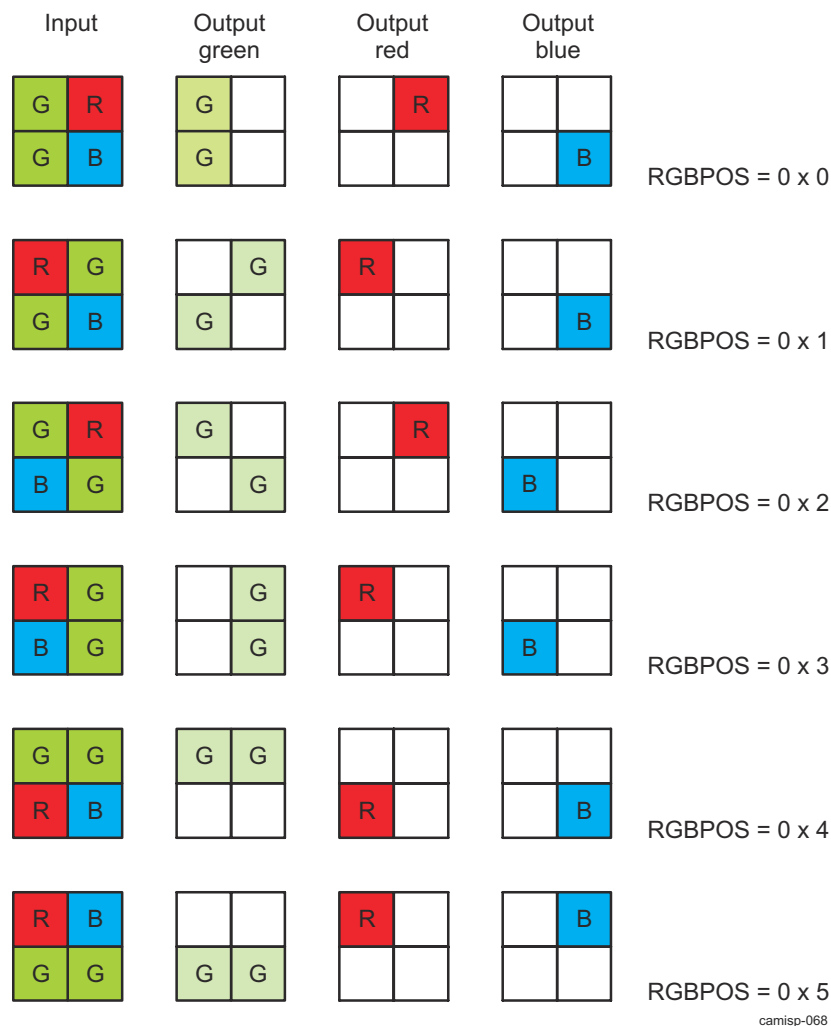 Input Output green Output red Output blue
G R G R
G B G B
RGBPOS = 0 x 0
R G G R
G B G B
RGBPOS = 0 x 1
G R G R
B G G B
RGBPOS = 0 x 2
R G G R
B G G B
RGBPOS = 0 x 3
G G G G
R B R B
RGBPOS = 0 x 4
R B R B
G G G G
RGBPOS = 0 x 5
camisp-068